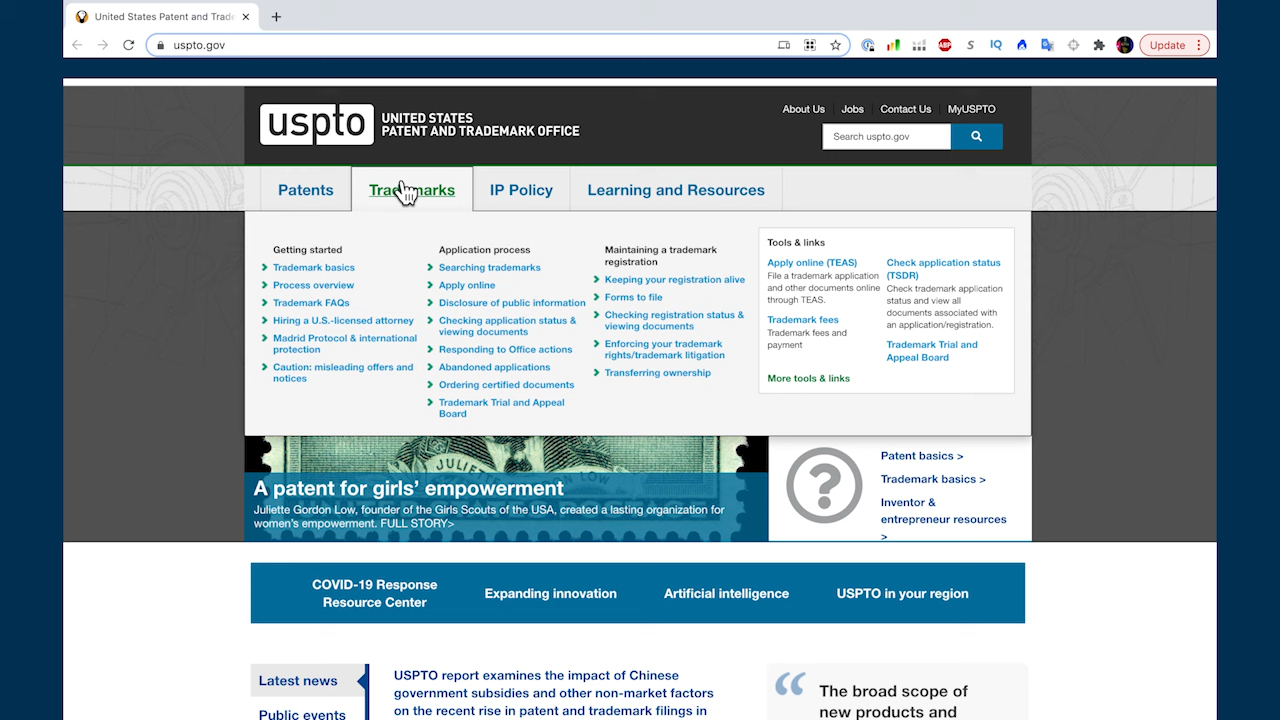 United States Patent and Trade
uspto.gov
Update
uspto
UNITED STATES
PATENT AND TRADEMARK OFFICE
About Us
Jobs
Contact Us
MyUSPTO
Search uspto.gov
Patents
Trademarks
IP Policy
Learning and Resources
Getting started
Trademark basics
Process overview
Trademark FAQs
Hiring a U.S.-licensed attorney
Madrid Protocol & international
protection
Caution: misleading offers and
notices
Application process
Searching trademarks
Apply online
Disclosure of public information
Checking application status &
viewing documents
Responding to Office actions
Abandoned applications
Ordering certified documents
Trademark Trial and Appeal
Board
Maintaining a trademark
registration
Keeping your registration alive
Forms to file
Checking registration status &
viewing documents
Enforcing your trademark
rights/trademark litigation
Transferring ownership
Tools & links
Apply online (TEAS)
File a trademark application
and other documents online
through TEAS.
Trademark fees
Trademark fees and
payment
More tools & links
Check application status
(TSDR)
Check trademark application
status and view all
documents associated with
an application/registration.
Trademark Trial and
Appeal Board
A patent for girls' empowerment
Juliette Gordon Low, founder of the Girls Scouts of the USA, created a lasting organization for
women's empowerment. FULL STORY>
?
Patent basics >
Trademark basics >
Inventor &
entrepreneur resources
>
COVID-19 Response
Resource Center
Expanding innovation
Artificial intelligence
USPTO in your region
Latest news
Public events
USPTO report examines the impact of Chinese
government subsidies and other non-market factors
on the recent rise in patent and trademark filings in
“
The broad scope of
new products and